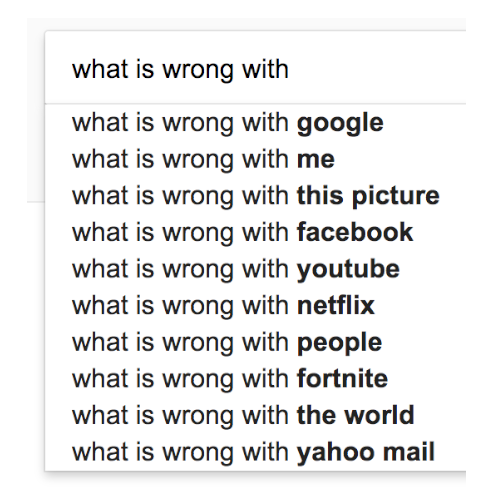 what is wrong with
what is wrong with google
what is wrong with me
what is wrong with this picture
what is wrong with facebook
what is wrong with youtube
what is wrong with netflix
what is wrong with people
what is wrong with fortnite
what is wrong with the world
what is wrong with yahoo mail